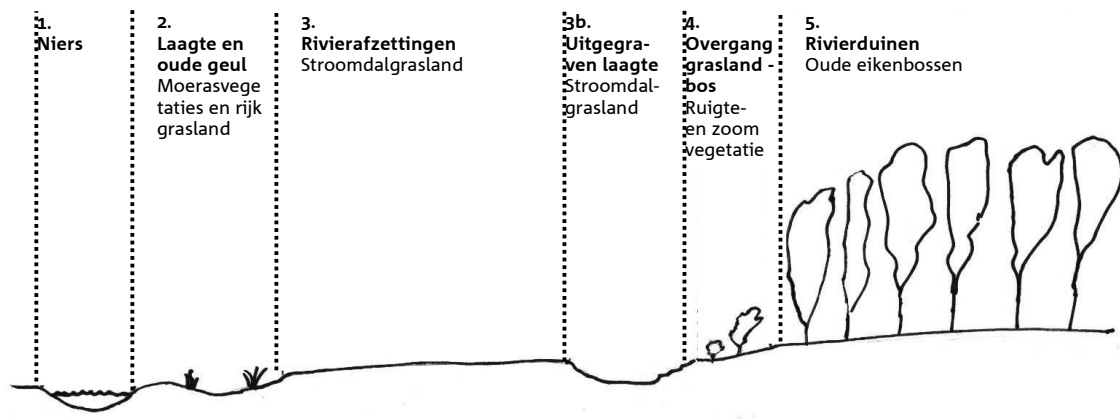 1.
Niers
2.
Laagte en
oude geul
Moerasvege
taties en rijk
grasland
3.
Rivierafzettingen
Stroomdalgrasland
3b.
Uitgegra-
ven laagte
Stroomdal-
grasland
4.
Overgang
grasland -
bos
Ruigte-
en zoom
vegetatie
5.
Rivierduinen
Oude eikenbossen